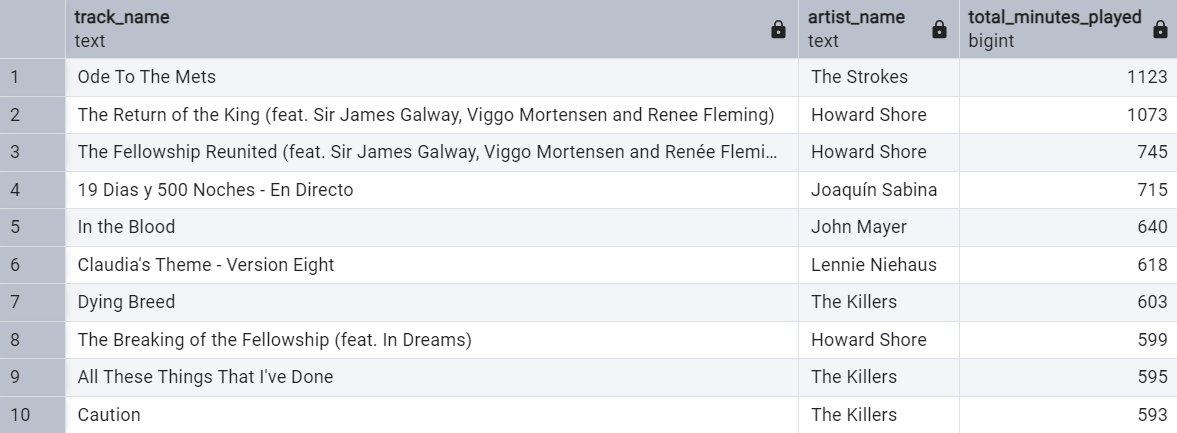 track_name artist_name total_minutes_played
text text bigint
1 Ode To The Mets The Strokes 1123
2 The Return of the King (feat. Sir James Galway, Viggo Mortensen and Renee Fleming) Howard Shore 1073
3 The Fellowship Reunited (feat. Sir James Galway, Viggo Mortensen and Renée Flemi... Howard Shore 745
4 19 Dias y 500 Noches - En Directo Joaquín Sabina 715
5 In the Blood John Mayer 640
6 Claudia's Theme - Version Eight Lennie Niehaus 618
7 Dying Breed The Killers 603
8 The Breaking of the Fellowship (feat. In Dreams) Howard Shore 599
9 All These Things That I've Done The Killers 595
10 Caution The Killers 593